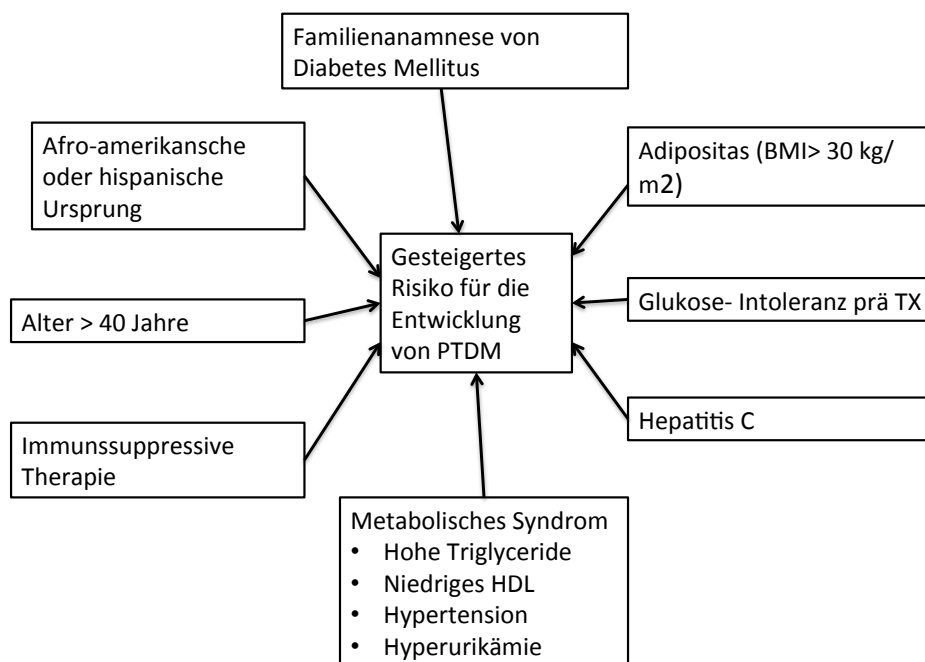 Familienanamnese von
Diabetes Mellitus
Afro-amerikansche
oder hispanische
Ursprung
Adipositas (BMI> 30 kg/
m2)
Gesteigertes
Risiko für die
Entwicklung
von PTDM
Alter > 40 Jahre
Glukose- Intoleranz prä TX
Immunssuppressive
Therapie
Hepatitis C
Metabolisches Syndrom
• Hohe Triglyceride
• Niedriges HDL
• Hypertension
• Hyperurikämie